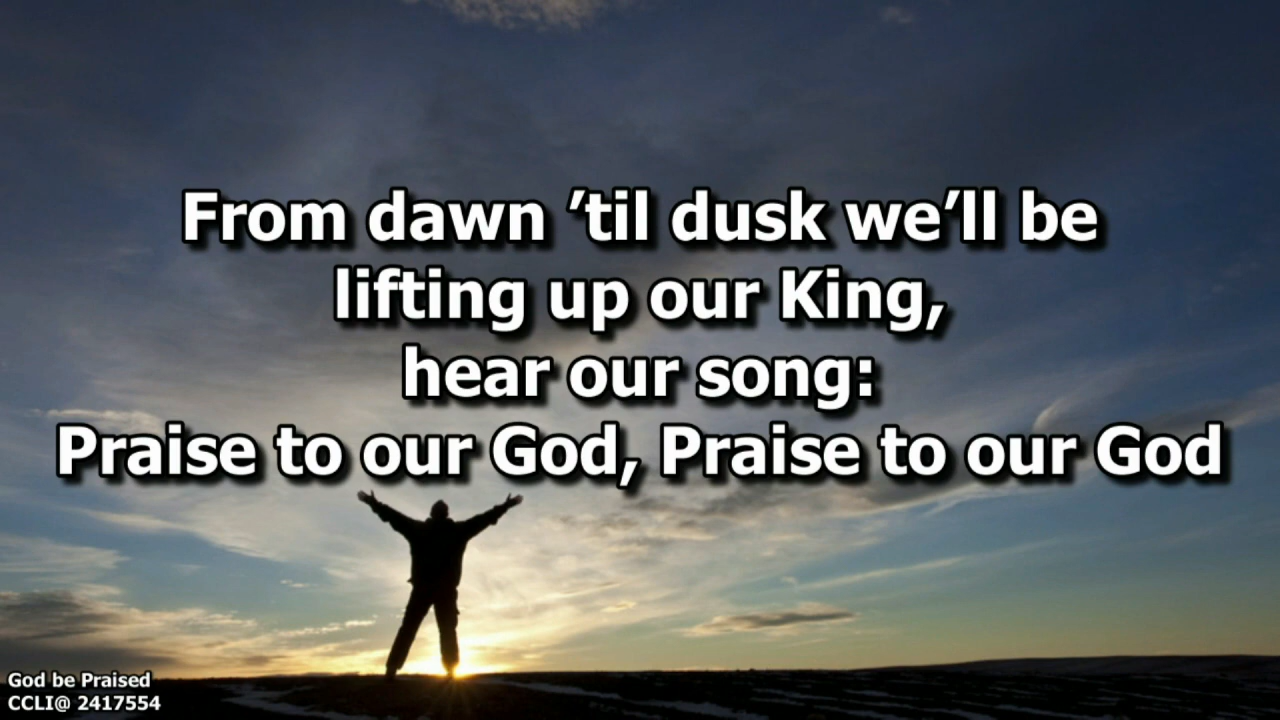 From dawn ’til dusk we’ll be
lifting up our King,
hear our song:
Praise to our God, Praise to our God
God be Praised
CCLI@ 2417554